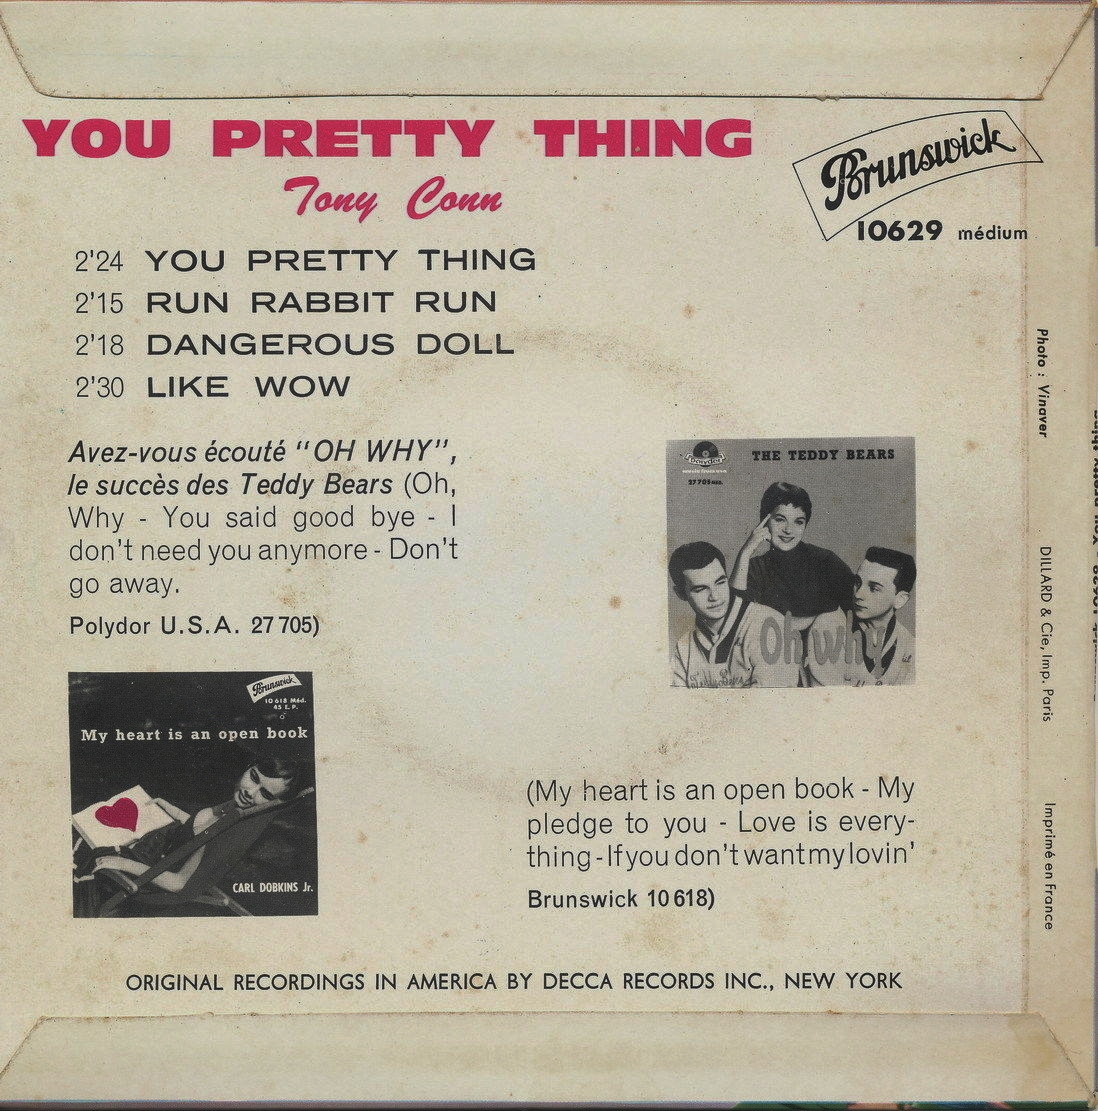 YOU PRETTY THING
Tony Conn
Brunswick
10629 médium
2'24 YOU PRETTY THING
2'15 RUN RABBIT RUN
2'18 DANGEROUS DOLL
2'30 LIKE WOW
Avez-vous écouté "OH WHY",
le succès des Teddy Bears (Oh,
Why - You said good bye - I
don't need you anymore - Don't
go away.
Polydor U.S.A. 27 705)
THE TEDDY BEARS
27 705 MED.
Oh why
Brunswick
10 618 Méd.
45 E.P.
My heart is an open book
CARL DOBKINS Jr.
(My heart is an open book - My
pledge to you - Love is every-
thing - If you don't want my lovin'
Brunswick 10 618)
ORIGINAL RECORDINGS IN AMERICA BY DECCA RECORDS INC., NEW YORK
Photo : Vinaver
DILLARD & Cie, Imp. Paris
Imprimé en France